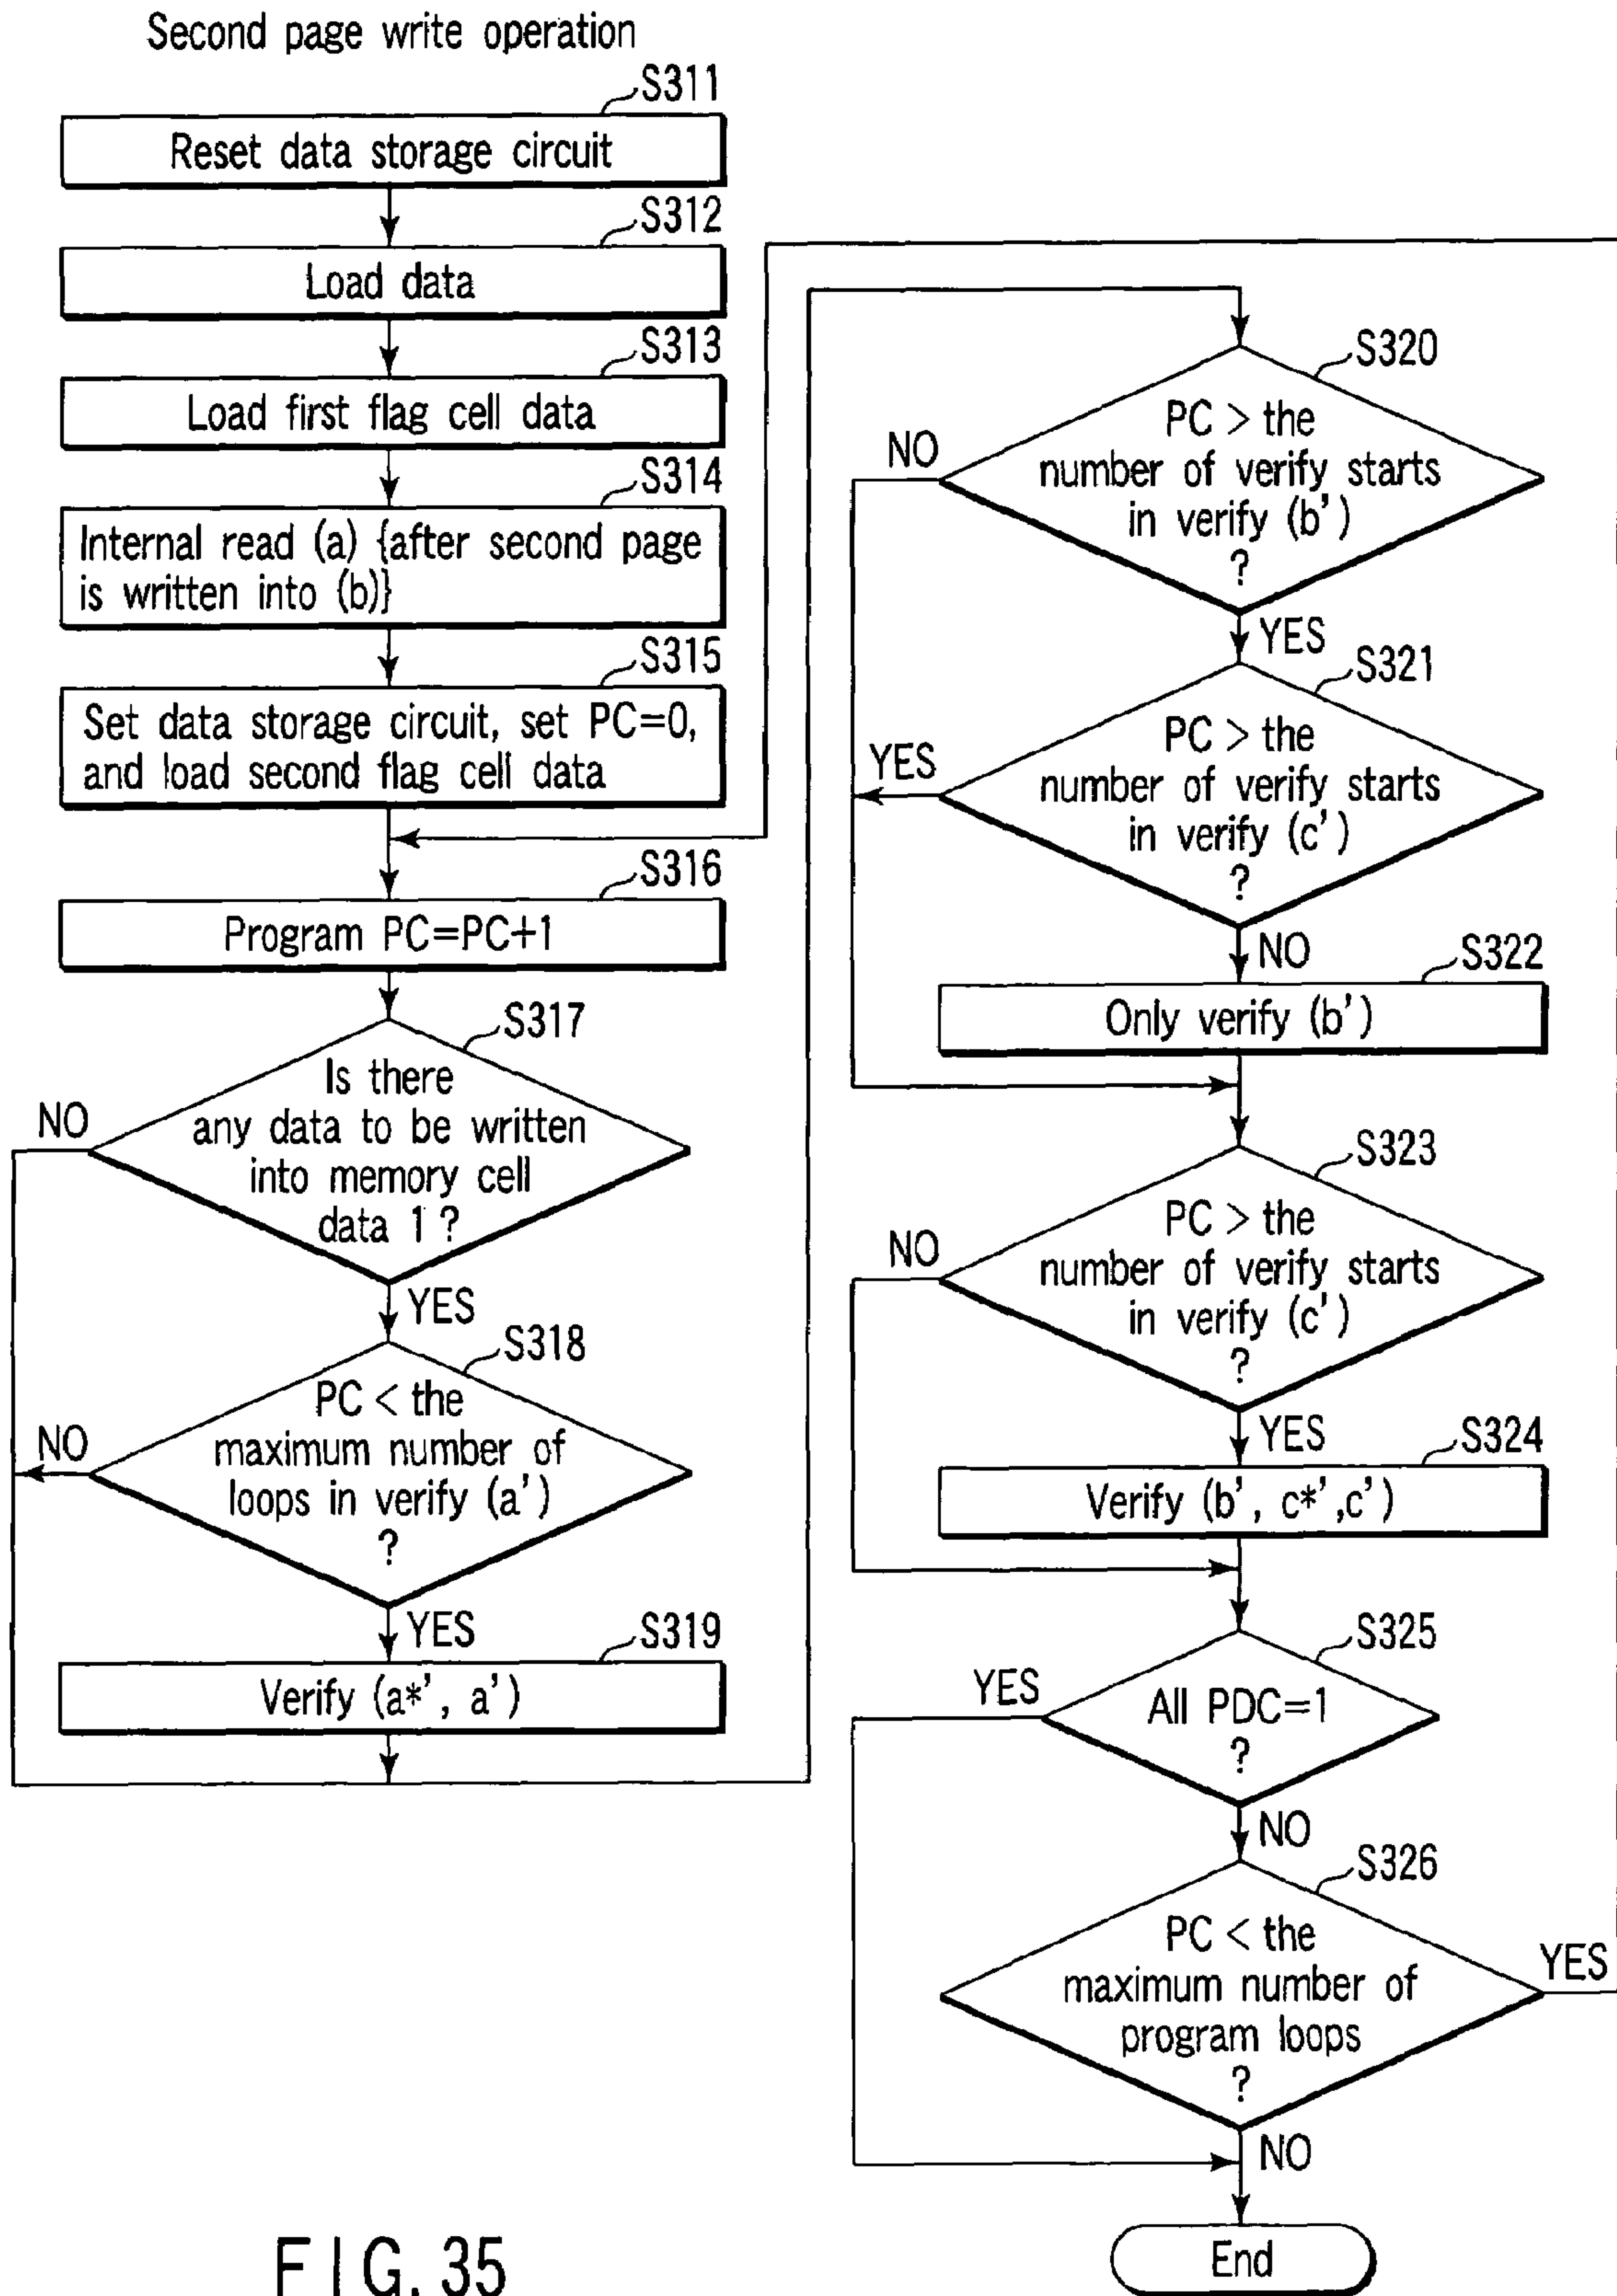 Second page write operation
S311
Reset data storage circuit
S312
Load data
S313
Load first flag cell data
S314
Internal read (a) {after second page
is written into (b)}
S315
Set data storage circuit, set PC=0,
and load second flag cell data
S316
Program PC=PC+1
S317
Is there
any data to be written
into memory cell
data 1 ?
NO
YES
S318
PC < the
maximum number of
loops in verify (a')
?
NO
YES
S319
Verify (a*', a')
S320
PC > the
number of verify starts
in verify (b')
?
NO
YES
S321
PC > the
number of verify starts
in verify (c')
?
YES
NO
S322
Only verify (b')
S323
PC > the
number of verify starts
in verify (c')
?
NO
YES
S324
Verify (b', c*',c')
S325
All PDC=1
?
YES
NO
S326
PC < the
maximum number of
program loops
?
YES
NO
End
FIG. 35